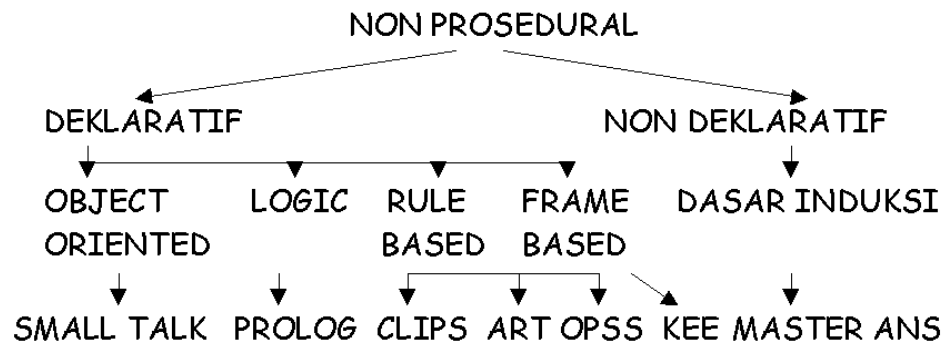 NON PROSEDURAL
DEKLARATIF NON DEKLARATIF
OBJECT LOGIC RULE FRAME DASAR INDUKSI
ORIENTED BASED BASED
SMALL TALK PROLOG CLIPS ART OPSS KEE MASTER ANS